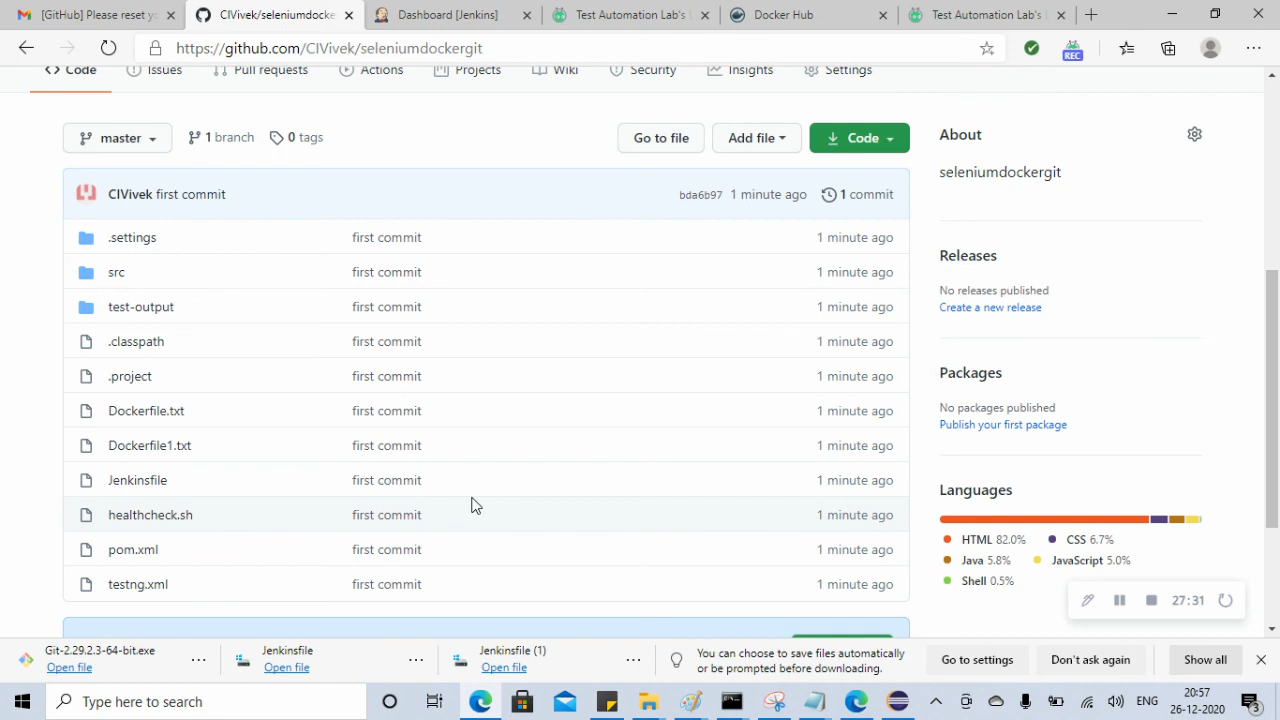 [GitHub] Please reset y
CIVivek/seleniumdocke
Dashboard [Jenkins]
Test Automation Lab's
Docker Hub
Test Automation Lab's
https://github.com/CIVivek/seleniumdockergit
REC
Code
Issues
Pull requests
Actions
Projects
Wiki
Security
Insights
Settings
master
1 branch
0 tags
Go to file
Add file
Code
CIVivek first commit
bda6b97 1 minute ago
1 commit
.settings first commit 1 minute ago
src first commit 1 minute ago
test-output first commit 1 minute ago
.classpath first commit 1 minute ago
.project first commit 1 minute ago
Dockerfile.txt first commit 1 minute ago
Dockerfile1.txt first commit 1 minute ago
Jenkinsfile first commit 1 minute ago
healthcheck.sh first commit 1 minute ago
pom.xml first commit 1 minute ago
testng.xml first commit 1 minute ago
About
seleniumdockergit
Releases
No releases published
Create a new release
Packages
No packages published
Publish your first package
Languages
HTML 82.0% CSS 6.7%
Java 5.8% JavaScript 5.0%
Shell 0.5%
27:31
Git-2.29.2.3-64-bit.exe
Open file
Jenkinsfile
Open file
Jenkinsfile (1)
Open file
You can choose to save files automatically
or be prompted before downloading.
Go to settings
Don't ask again
Show all
Type here to search
ENG
20:57
26-12-2020
3